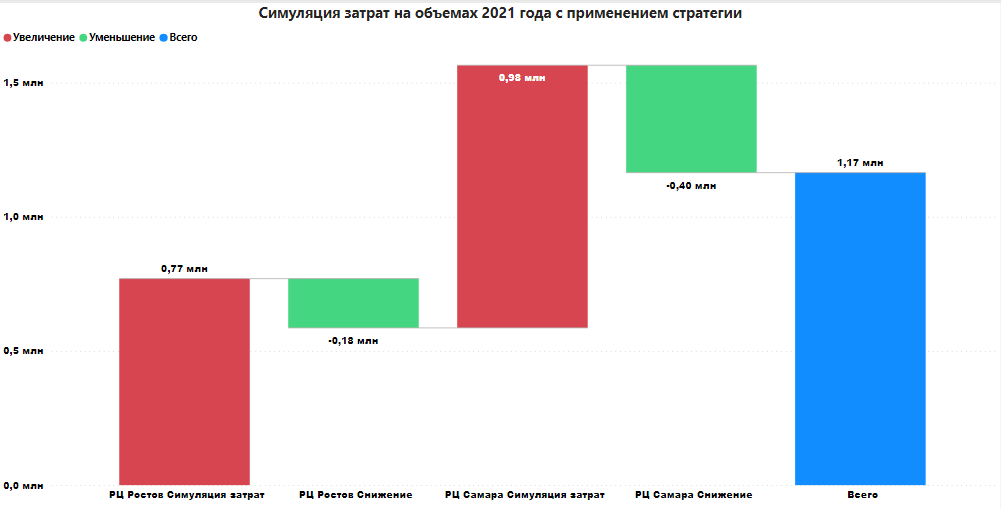 Симуляция затрат на объемах 2021 года с применением стратегии
Увеличение Уменьшение Всего
1,5 млн
1,0 млн
0,5 млн
0,0 млн
0,77 млн
-0,18 млн
0,98 млн
-0,40 млн
1,17 млн
РЦ Ростов Симуляция затрат
РЦ Ростов Снижение
РЦ Самара Симуляция затрат
РЦ Самара Снижение
Всего